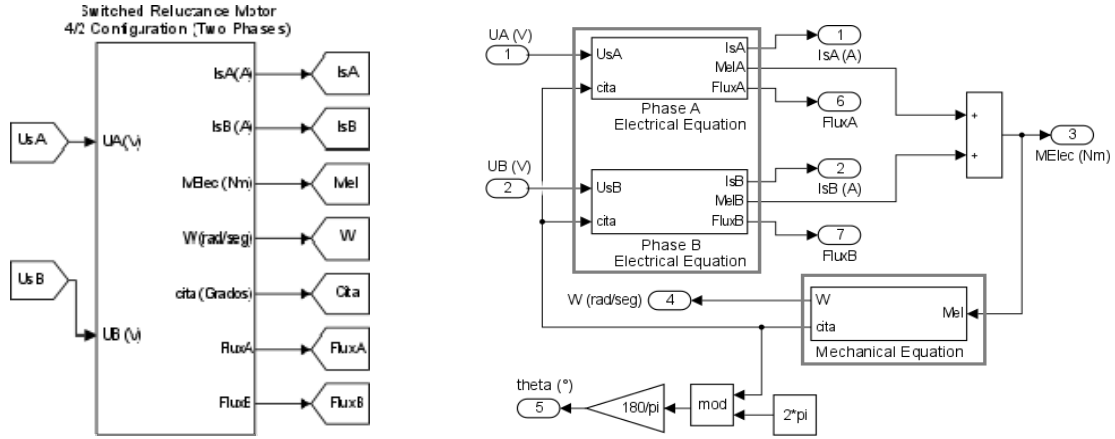 Switched Reluctance Motor
4/2 Configuration (Two Phases)
UsA
UsB
UA(V)
UB (V)
IsA(A)
IsB (A)
MElec (Nm)
W(rad/seg)
cita (Grados)
FluxA
FluxB
IsA
IsB
Mel
W
Cita
FluxA
FluxB
UA (V)
1
UsA
cita
IsA
MelA
FluxA
Phase A
Electrical Equation
1
IsA (A)
6
FluxA
UB (V)
2
UsB
cita
IsB
MelB
FluxB
Phase B
Electrical Equation
2
IsB (A)
7
FluxB
+
+
3
MElec (Nm)
W (rad/seg)
4
W
cita
Mel
Mechanical Equation
theta (°)
5
180/pi
mod
2*pi